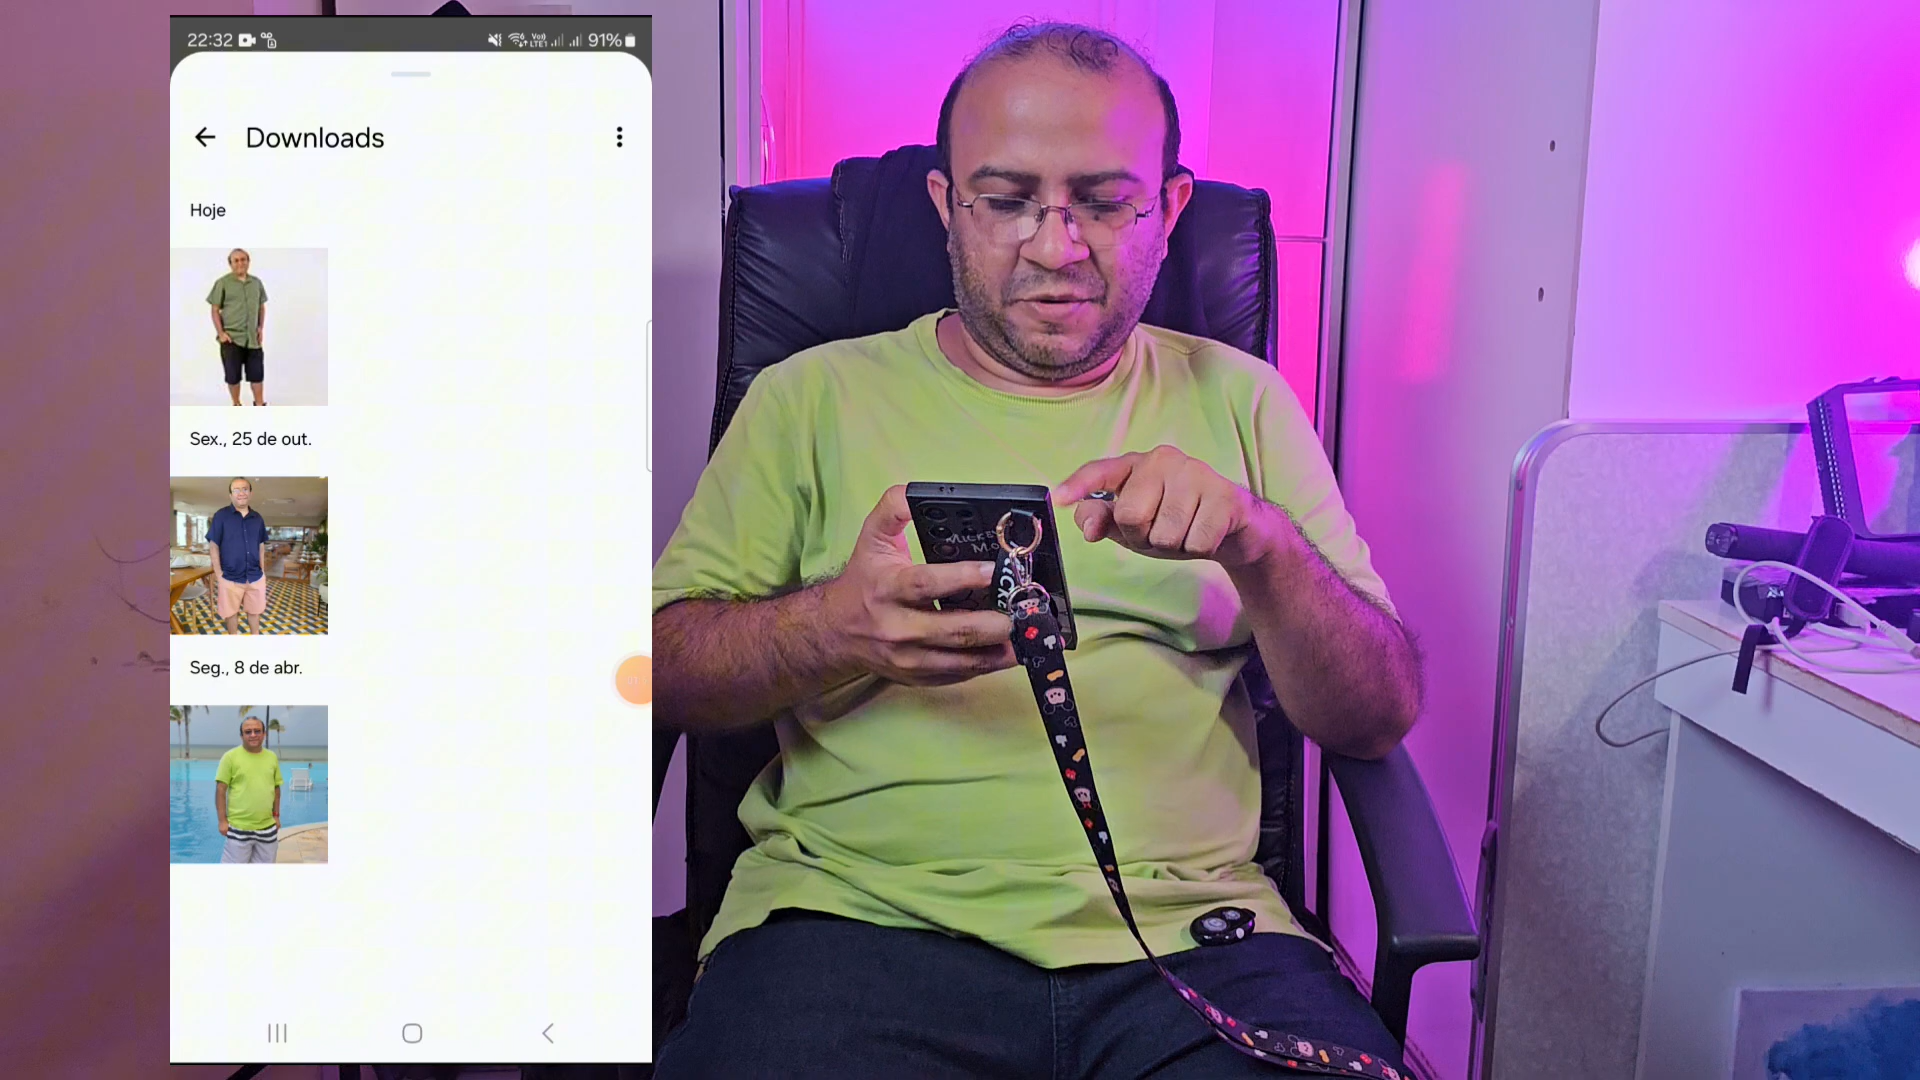 22:32
91%
Downloads
Hoje
Sex., 25 de out.
Seg., 8 de abr.